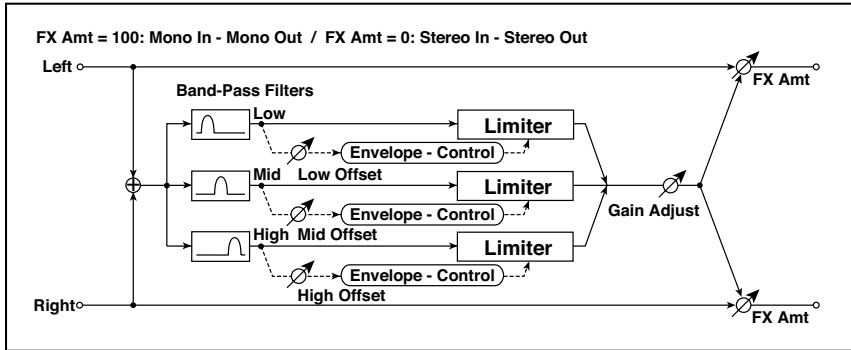 FX Amt = 100: Mono In - Mono Out / FX Amt = 0: Stereo In - Stereo Out
Left
FX Amt
Band-Pass Filters
Low
Limiter
Envelope - Control
Mid Low Offset
Limiter
Envelope - Control
Gain Adjust
High Mid Offset
Limiter
Envelope - Control
High Offset
Right
FX Amt